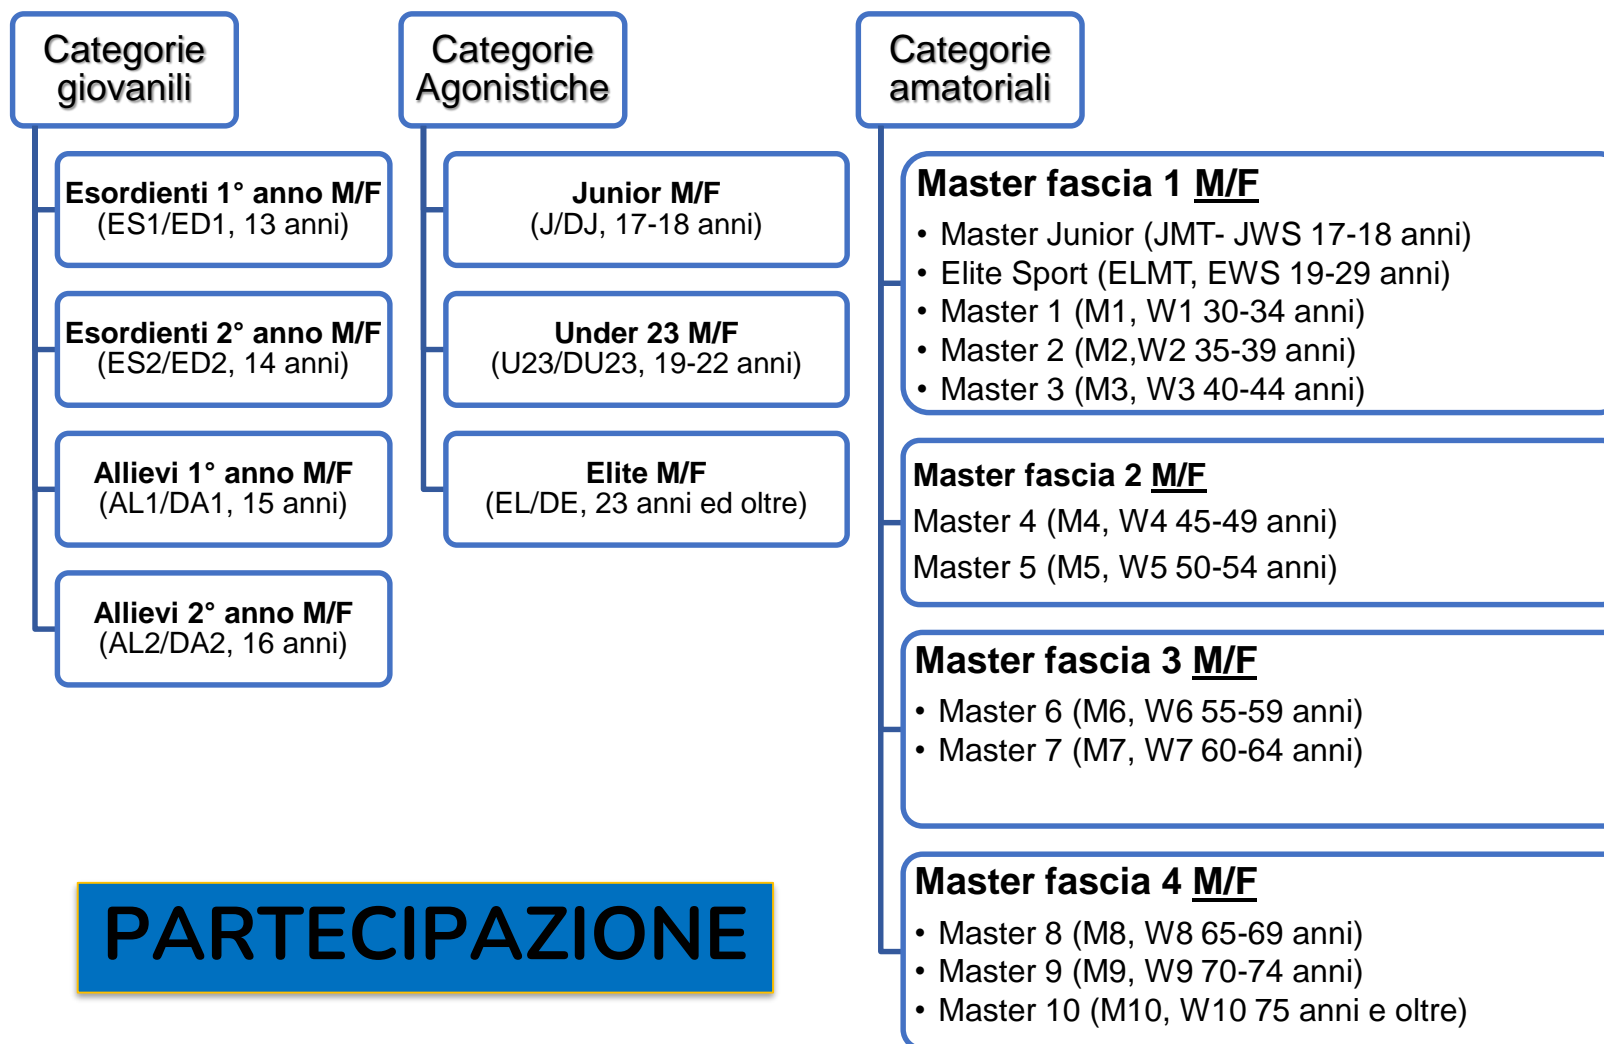 Categorie
giovanili
Esordienti 1° anno M/F
(ES1/ED1, 13 anni)
Esordienti 2° anno M/F
(ES2/ED2, 14 anni)
Allievi 1° anno M/F
(AL1/DA1, 15 anni)
Allievi 2° anno M/F
(AL2/DA2, 16 anni)
Categorie
Agonistiche
Junior M/F
(J/DJ, 17-18 anni)
Under 23 M/F
(U23/DU23, 19-22 anni)
Elite M/F
(EL/DE, 23 anni ed oltre)
Categorie
amatoriali
Master fascia 1 M/F
• Master Junior (JMT- JWS 17-18 anni)
• Elite Sport (ELMT, EWS 19-29 anni)
• Master 1 (M1, W1 30-34 anni)
• Master 2 (M2,W2 35-39 anni)
• Master 3 (M3, W3 40-44 anni)
Master fascia 2 M/F
Master 4 (M4, W4 45-49 anni)
Master 5 (M5, W5 50-54 anni)
Master fascia 3 M/F
• Master 6 (M6, W6 55-59 anni)
• Master 7 (M7, W7 60-64 anni)
Master fascia 4 M/F
• Master 8 (M8, W8 65-69 anni)
• Master 9 (M9, W9 70-74 anni)
• Master 10 (M10, W10 75 anni e oltre)
PARTECIPAZIONE